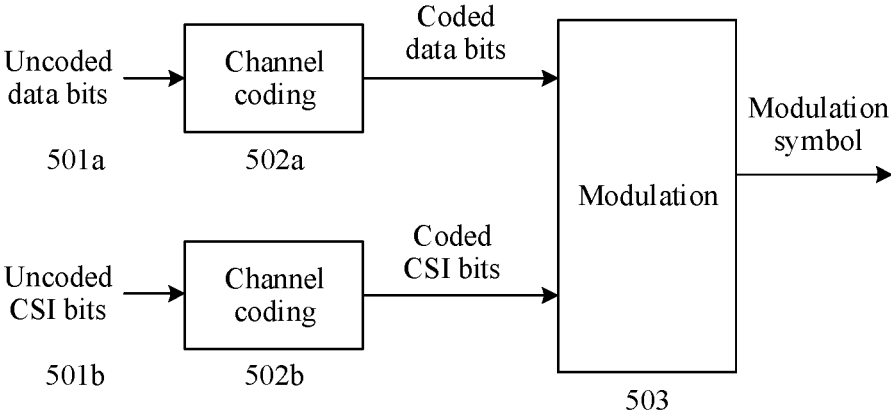 Uncoded
data bits
501a
Channel
coding
502a
Coded
data bits
Uncoded
CSI bits
501b
Channel
coding
502b
Coded
CSI bits
Modulation
503
Modulation
symbol